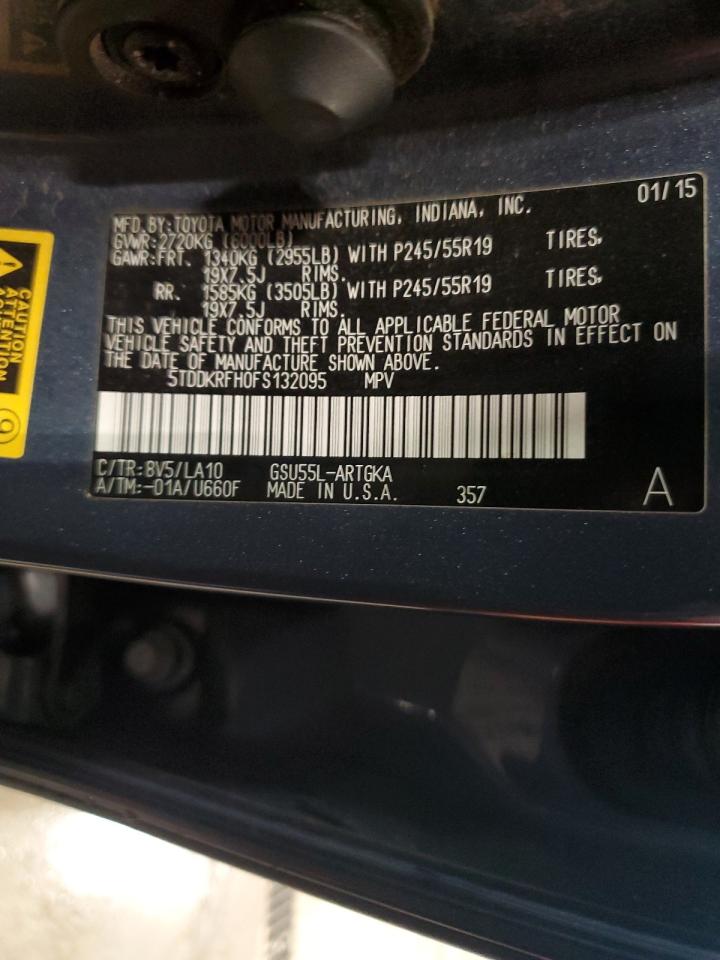 01/15
MFD.BY:TOYOTA MOTOR MANUFACTURING, INDIANA, INC.
GVWR:2720KG (6000LB)
GAWR:FRT. 1340KG (2955LB) WITH P245/55R19 TIRES,
19X7.5J RIMS.
RR. 1585KG (3505LB) WITH P245/55R19 TIRES,
19X7.5J RIMS.
THIS VEHICLE CONFORMS TO ALL APPLICABLE FEDERAL MOTOR
VEHICLE SAFETY AND THEFT PREVENTION STANDARDS IN EFFECT ON
THE DATE OF MANUFACTURE SHOWN ABOVE.
5TDDKRFH0FS132095 MPV
C/TR:8V5/LA10 GSU55L-ARTGKA
A/TM:-01A/U660F MADE IN U.S.A. 357 A
CAUTION
ATTENTION
9